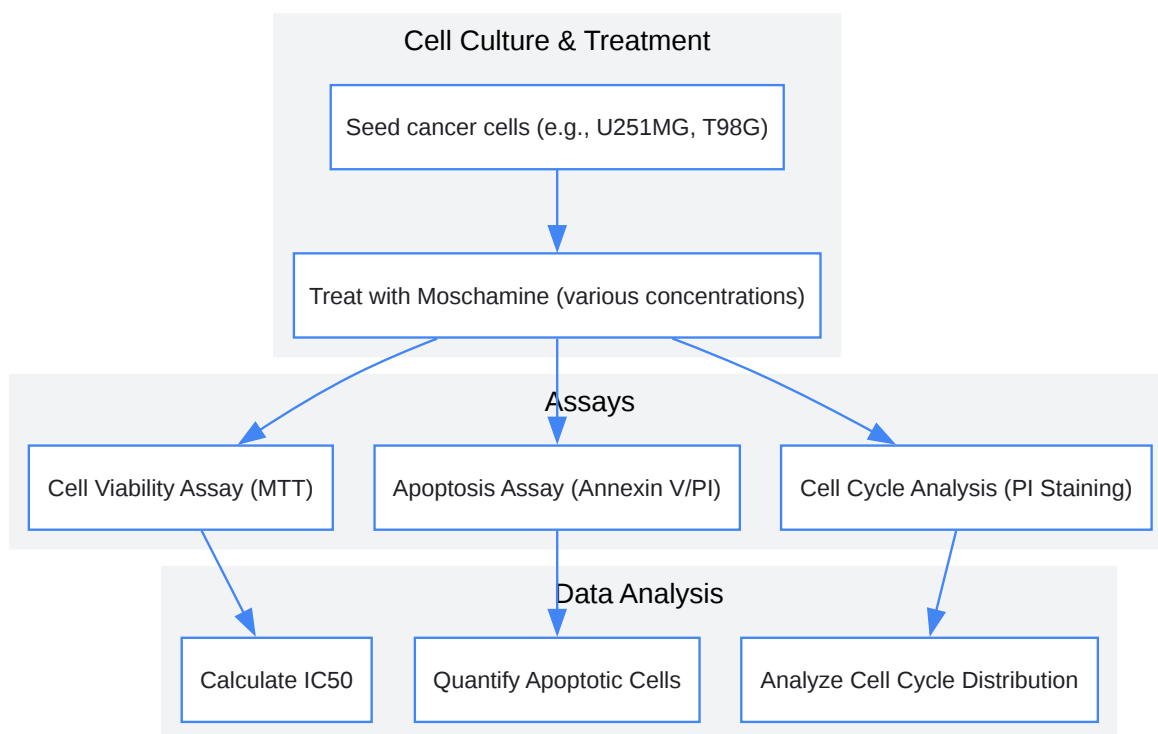 Cell Culture & Treatment
Seed cancer cells (e.g., U251MG, T98G)
Treat with Moschamine (various concentrations)
Assays
Cell Viability Assay (MTT)
Apoptosis Assay (Annexin V/PI)
Cell Cycle Analysis (PI Staining)
Data Analysis
Calculate IC50
Quantify Apoptotic Cells
Analyze Cell Cycle Distribution